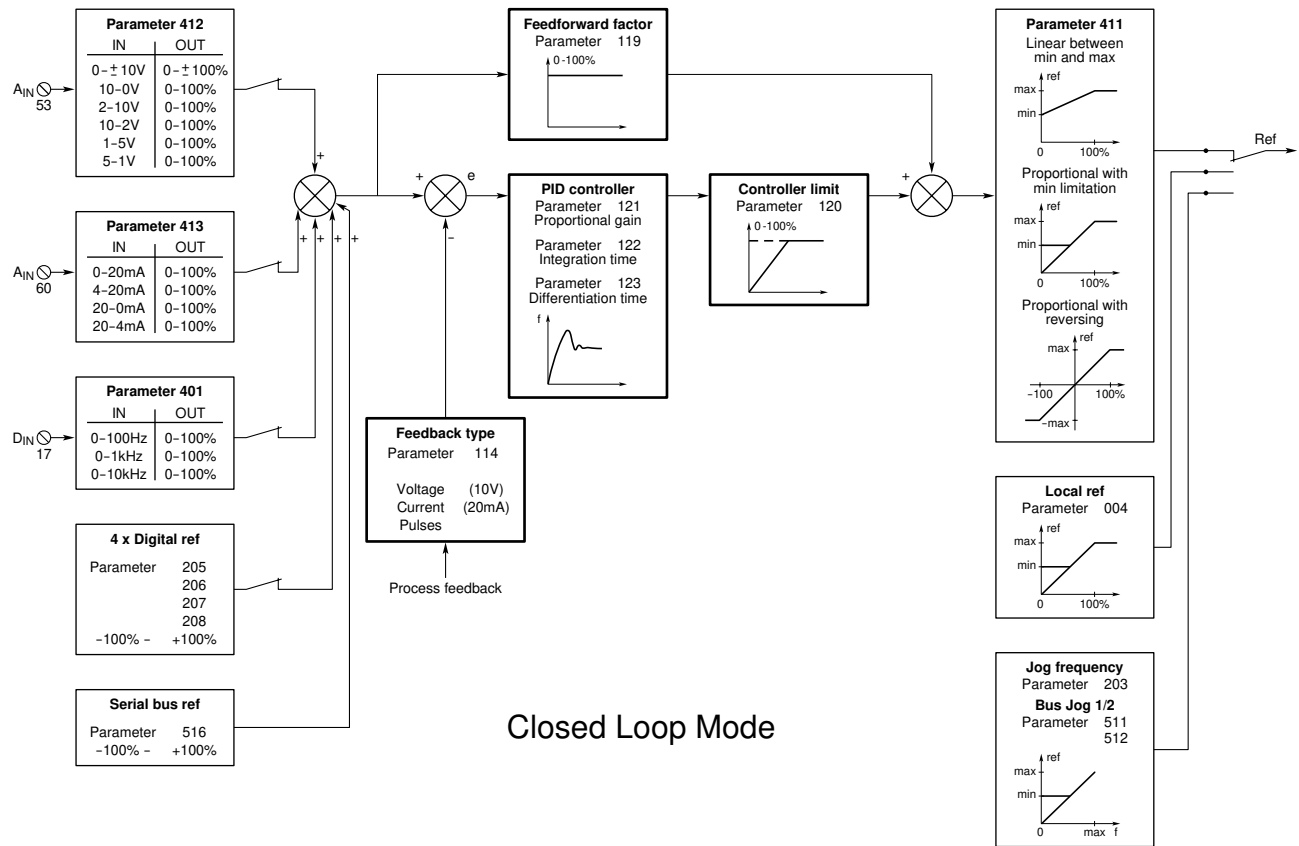 Parameter 412
IN OUT
0-±10V 0-±100%
10-0V 0-100%
2-10V 0-100%
10-2V 0-100%
1-5V 0-100%
5-1V 0-100%
AIN
53
Parameter 413
IN OUT
0-20mA 0-100%
4-20mA 0-100%
20-0mA 0-100%
20-4mA 0-100%
AIN
60
Parameter 401
IN OUT
0-100Hz 0-100%
0-1kHz 0-100%
0-10kHz 0-100%
DIN
17
4 x Digital ref
Parameter 205
206
207
208
-100% - +100%
Serial bus ref
Parameter 516
-100% - +100%
+
+ + + +
+ e
-
Feedforward factor
Parameter 119
0-100%
PID controller
Parameter 121
Proportional gain
Parameter 122
Integration time
Parameter 123
Differentiation time
f
Controller limit
Parameter 120
0-100%
+
Feedback type
Parameter 114
Voltage (10V)
Current (20mA)
Pulses
Process feedback
Closed Loop Mode
Parameter 411
Linear between
min and max
ref
max
min
0 100%
Proportional with
min limitation
ref
max
min
0 100%
Proportional with
reversing
ref
max
-100 100%
-max
Ref
Local ref
Parameter 004
ref
max
min
0 100%
Jog frequency
Parameter 203
Bus Jog 1/2
Parameter 511
512
ref
max
min
0 max f